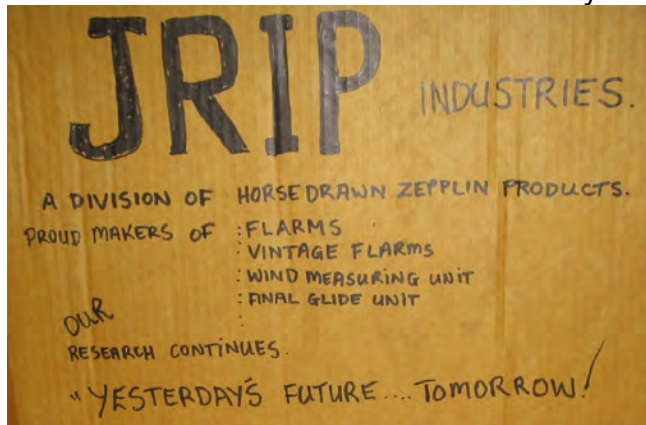 JRIP INDUSTRIES.
A DIVISION OF HORSEDRAWN ZEPPLIN PRODUCTS.
PROUD MAKERS OF : FLARMS
: VINTAGE FLARMS
: WIND MEASURING UNIT
: FINAL GLIDE UNIT
:
OUR
RESEARCH CONTINUES.
"YESTERDAY'S FUTURE .... TOMORROW!